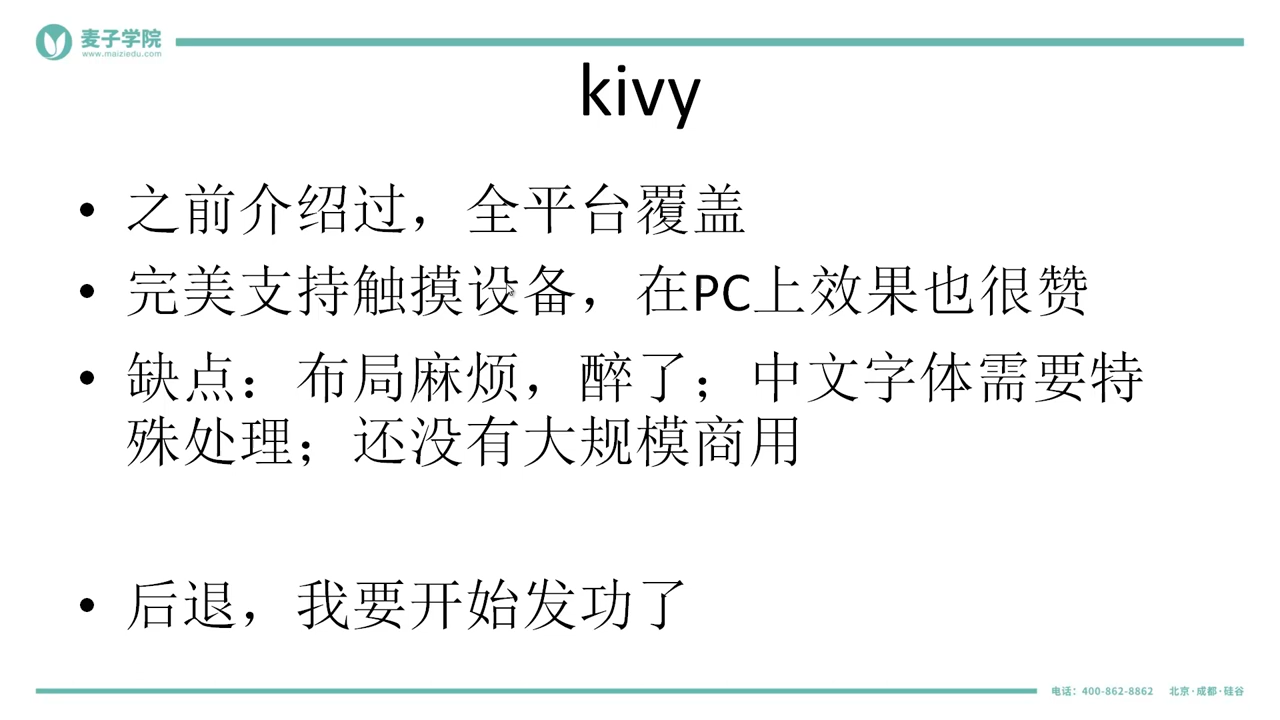 麦子学院
www.maiziedu.com
kivy
• 之前介绍过，全平台覆盖
• 完美支持触摸设备，在PC上效果也很赞
• 缺点：布局麻烦，醉了；中文字体需要特
殊处理；还没有大规模商用
• 后退，我要开始发功了
电话：400-862-8862 北京·成都·硅谷